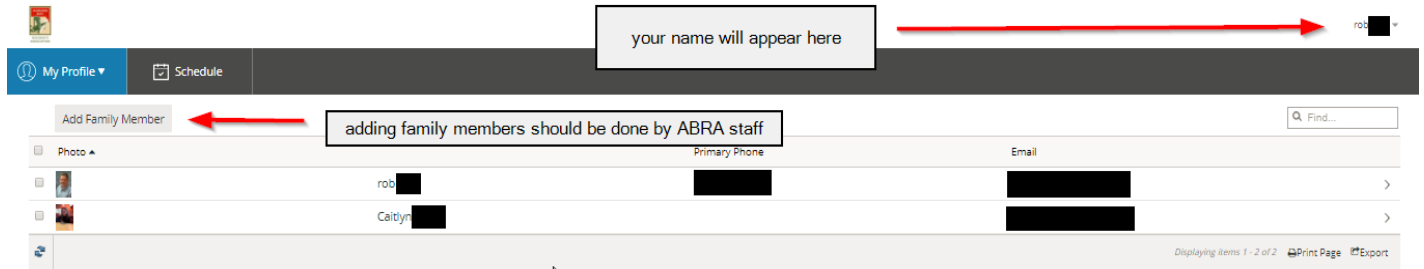 your name will appear here
rob
My Profile ▼ Schedule
Add Family Member
adding family members should be done by ABRA staff
Find...
Photo ▲ Primary Phone Email
rob
Caitlyn
Displaying items 1 - 2 of 2 Print Page Export